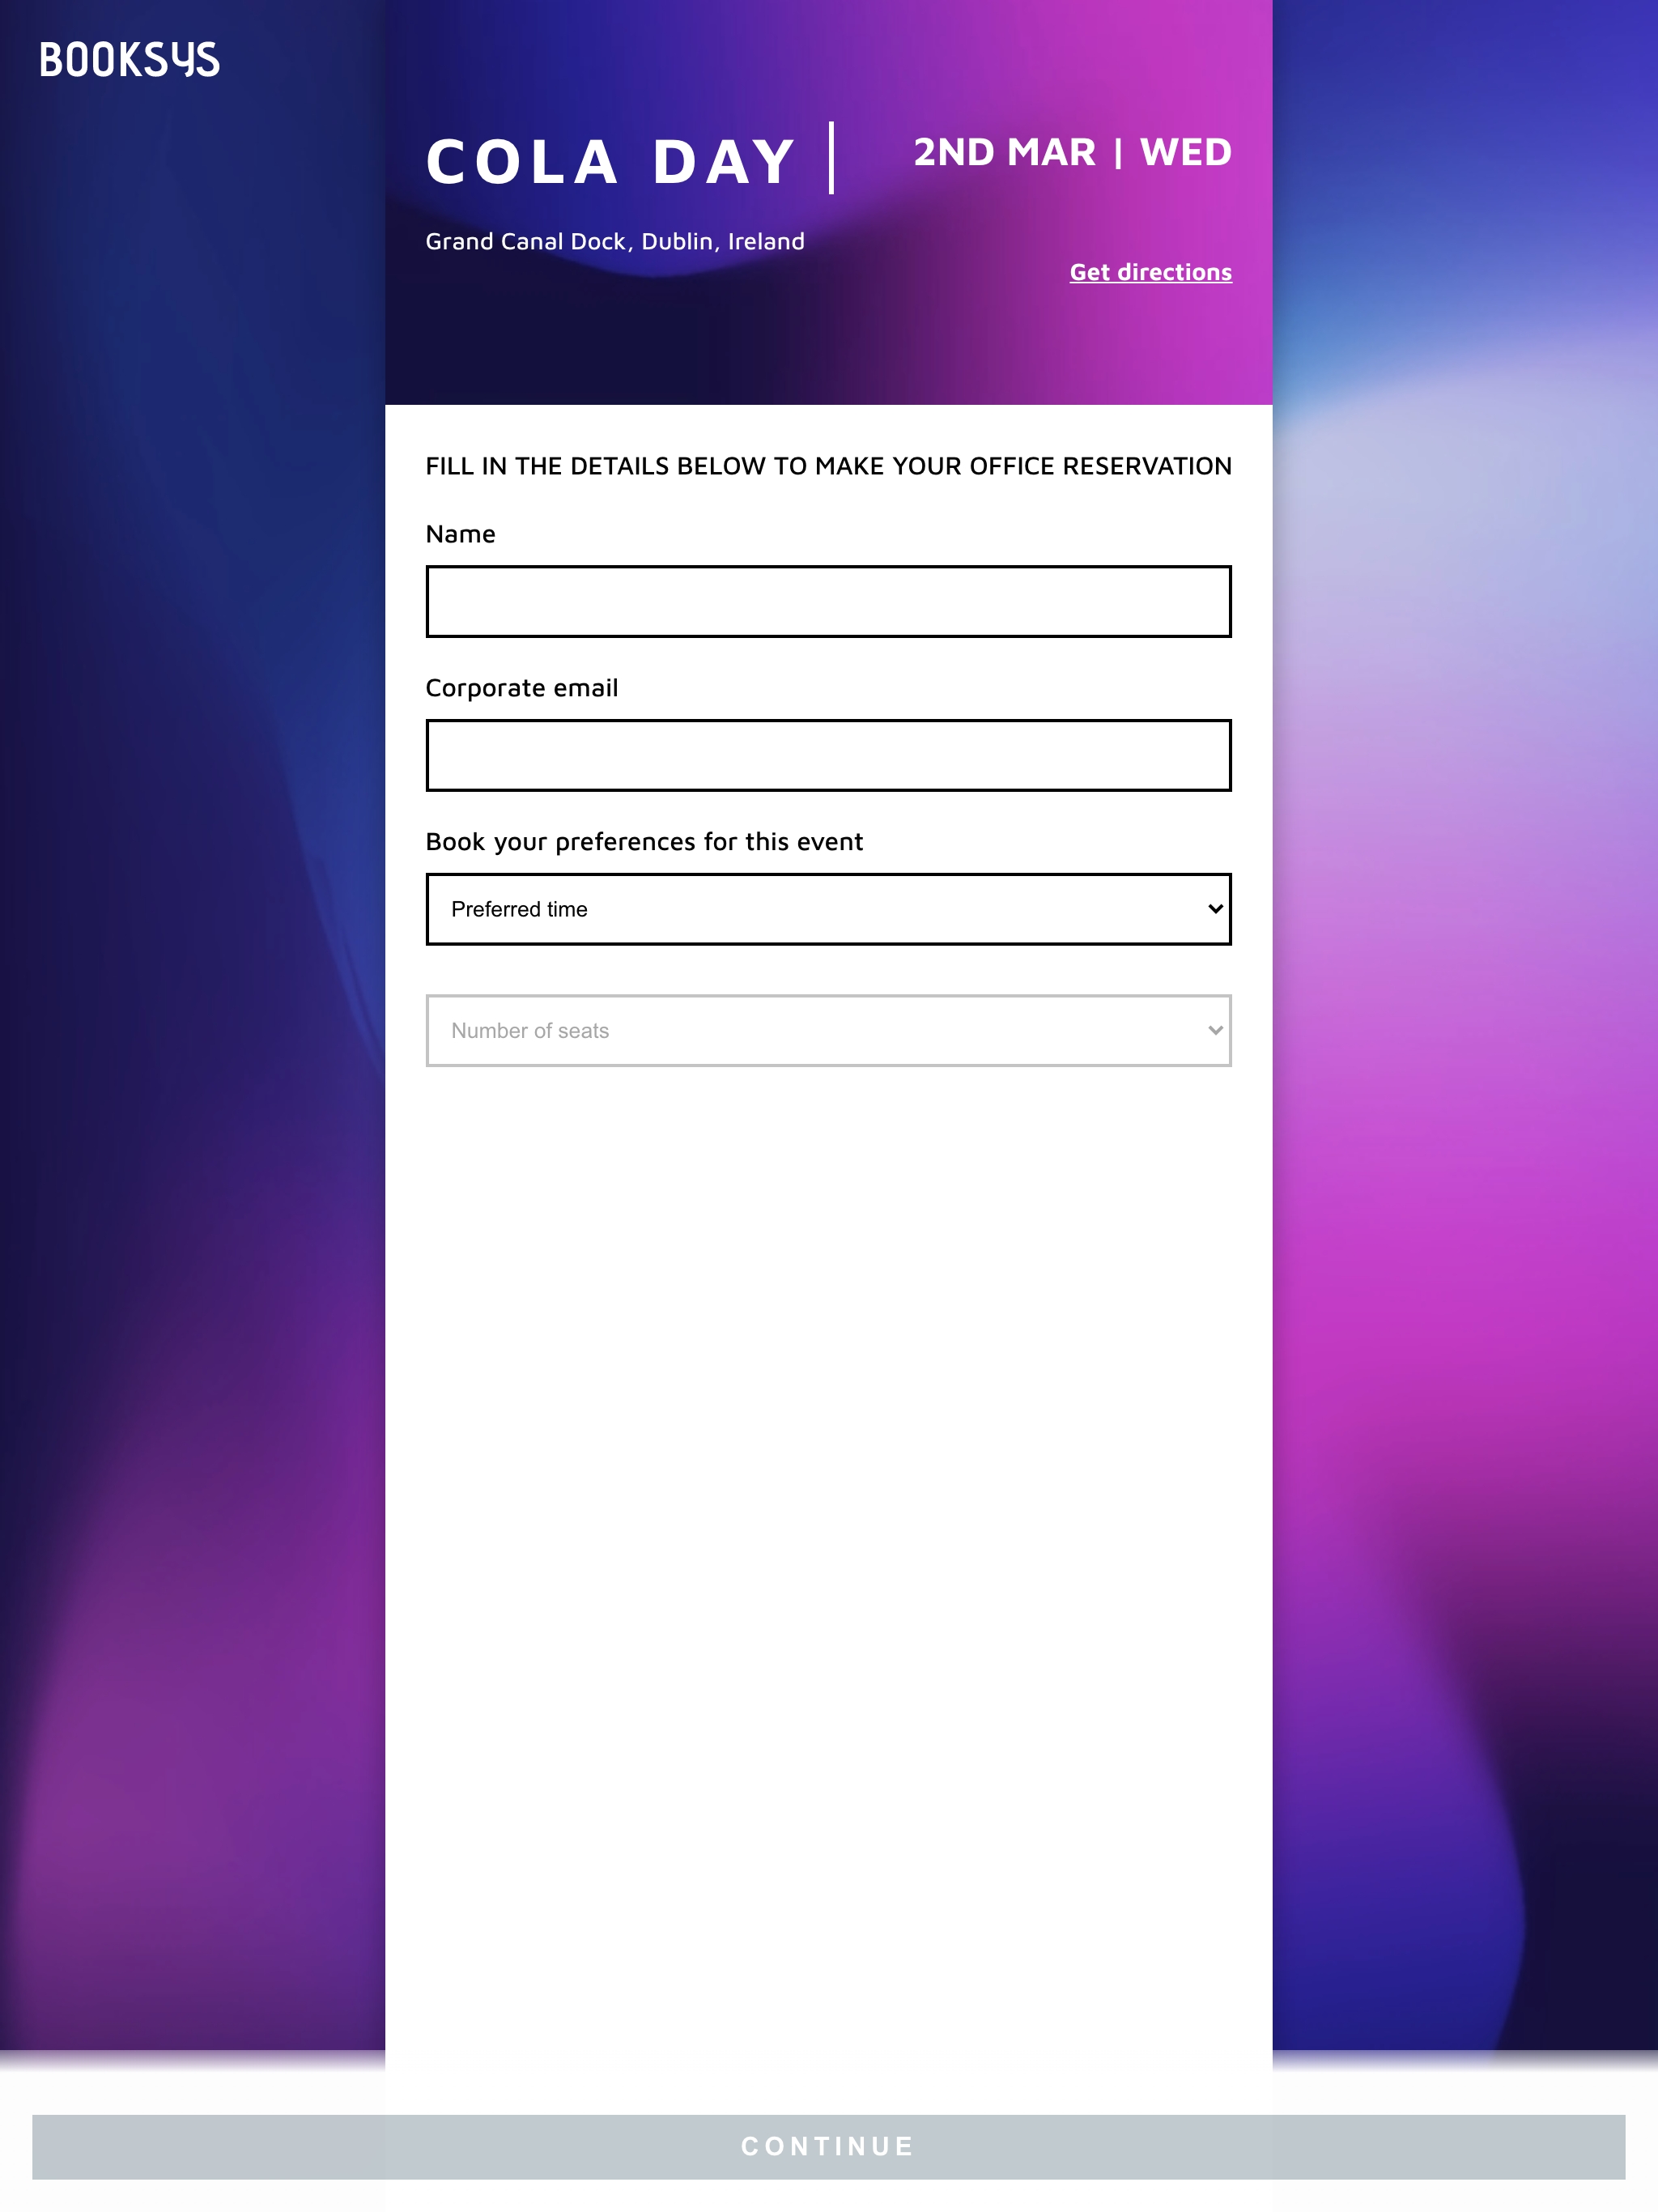 BOOKSYS
COLA DAY
2ND MAR | WED
Grand Canal Dock, Dublin, Ireland
Get directions
FILL IN THE DETAILS BELOW TO MAKE YOUR OFFICE RESERVATION
Name
Corporate email
Book your preferences for this event
Preferred time
Number of seats
CONTINUE